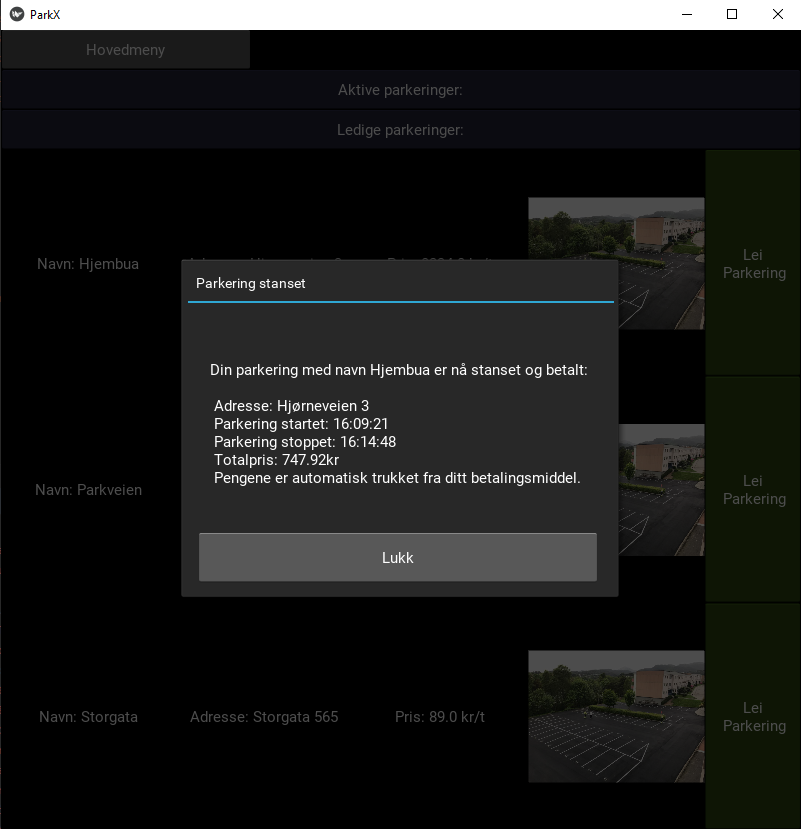 ParkX
Hovedmeny
Aktive parkeringer:
Ledige parkeringer:
Navn: Hjembua
Lei
Parkering
Parkering stanset
Din parkering med navn Hjembua er nå stanset og betalt:
Adresse: Hjørneveien 3
Parkering startet: 16:09:21
Parkering stoppet: 16:14:48
Totalpris: 747.92kr
Pengene er automatisk trukket fra ditt betalingsmiddel.
Lukk
Navn: Parkveien
Lei
Parkering
Navn: Storgata Adresse: Storgata 565 Pris: 89.0 kr/t
Lei
Parkering